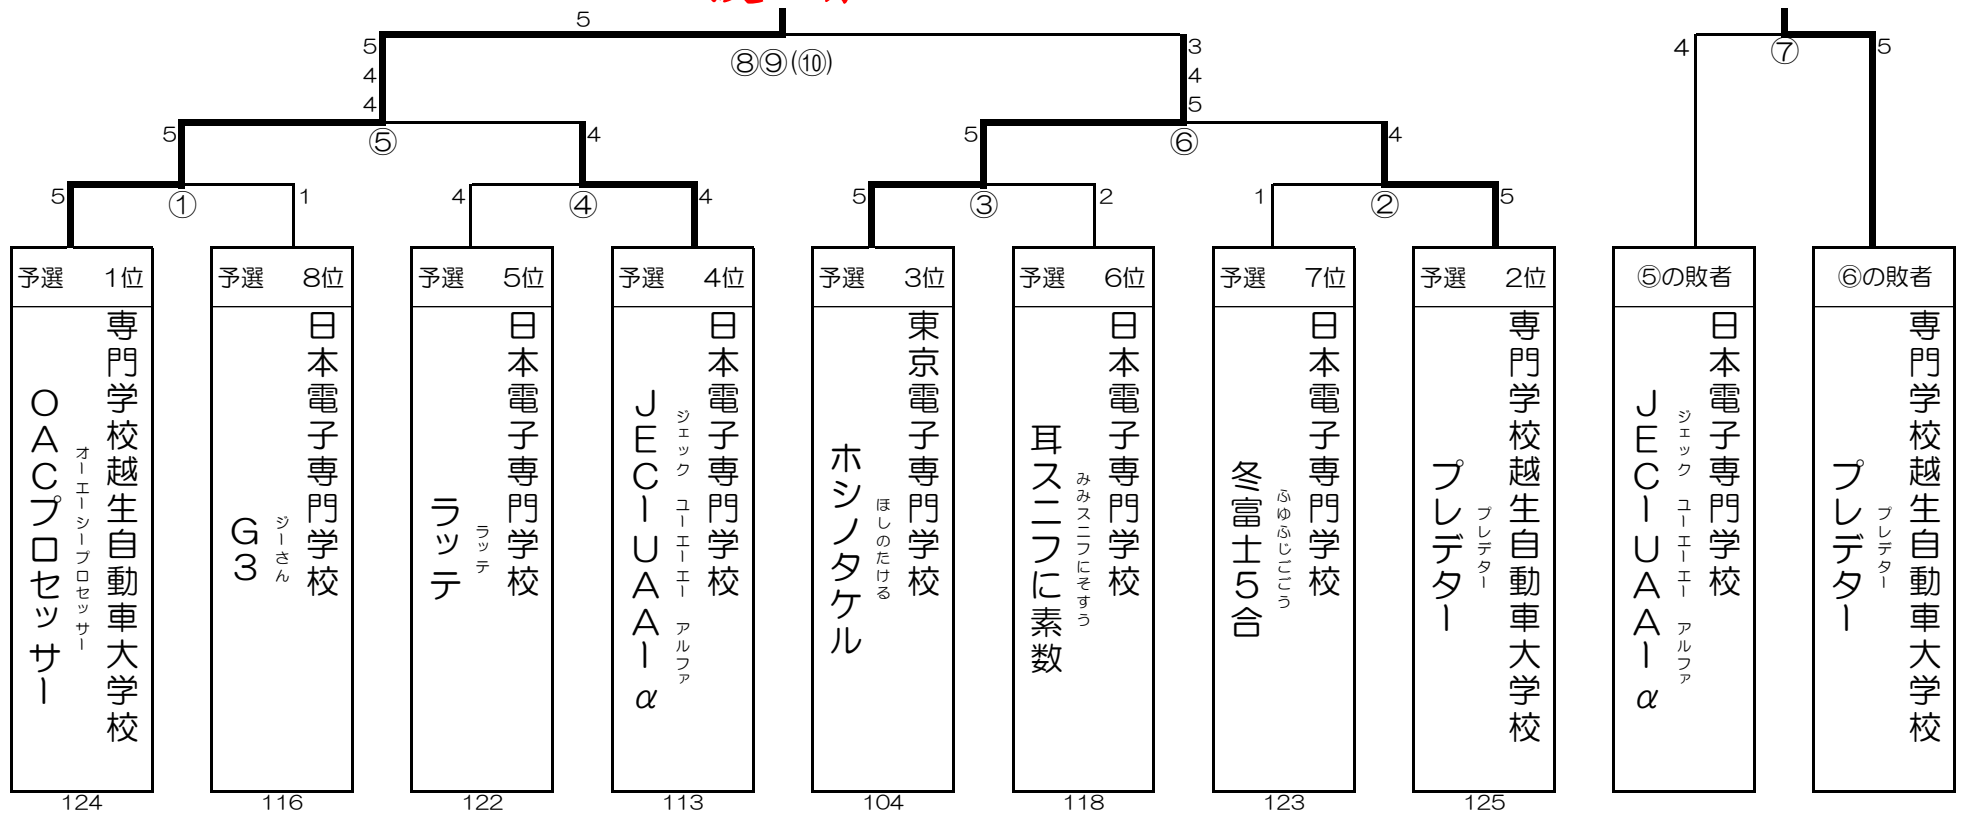 5
5
4
4
⑧⑨(⑩)
3
4
5
4
⑦
5
5
⑤
4
5
⑥
4
5
①
1
4
④
4
5
③
2
1
②
5
予選 1位
専門学校越生自動車大学校
オーエーシープロセッサー
OACプロセッサー
124
予選 8位
日本電子専門学校
ジーさん
G3
116
予選 5位
日本電子専門学校
ラッテ
ラッテ
122
予選 4位
日本電子専門学校
ジェック ユーエーエー アルファ
JEC－UAA－α
113
予選 3位
東京電子専門学校
ほしのたける
ホシノタケル
104
予選 6位
日本電子専門学校
みみスニフにそすう
耳スニフに素数
118
予選 7位
日本電子専門学校
ふゆふじごごう
冬富士5合
123
予選 2位
専門学校越生自動車大学校
プレデター
プレデター
125
⑤の敗者
日本電子専門学校
ジェック ユーエーエー アルファ
JEC－UAA－α
⑥の敗者
専門学校越生自動車大学校
プレデター
プレデター